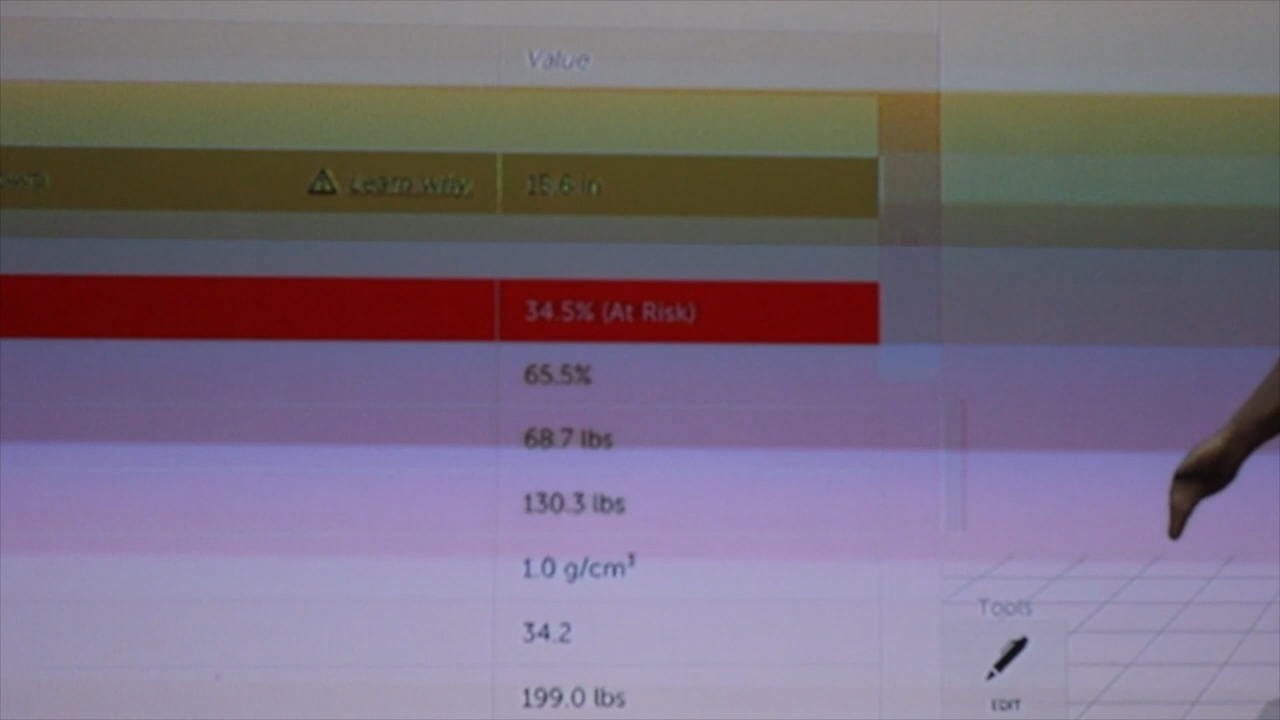 Value
Learn why.
15.6 in
34.5% (At Risk)
65.5%
68.7 lbs
130.3 lbs
1.0 g/cm³
34.2
199.0 lbs
Tools
EDIT